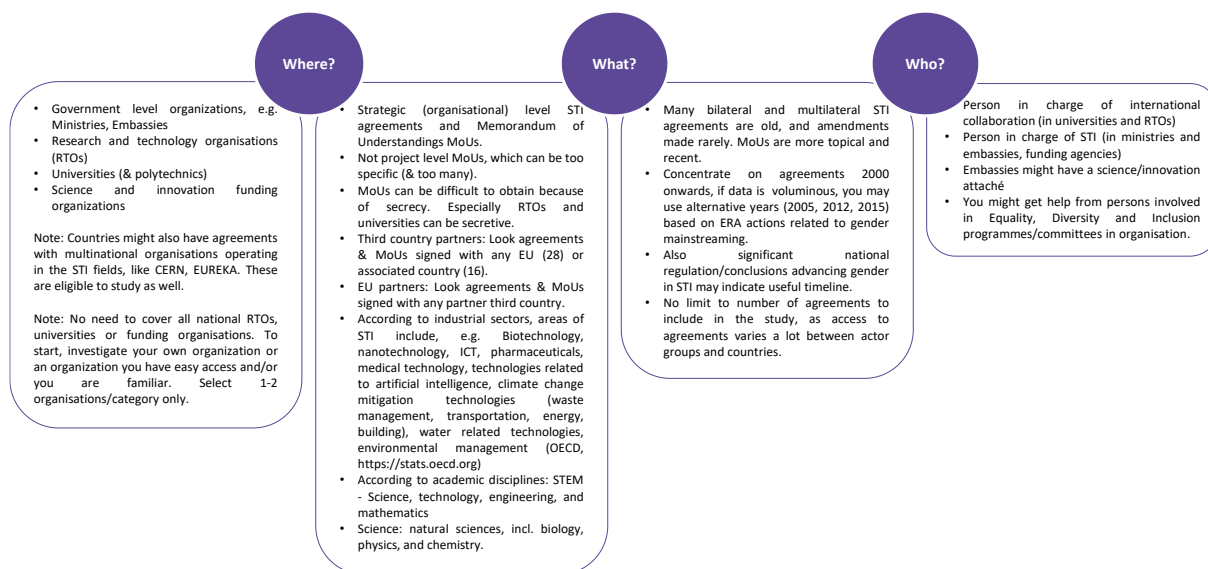 Where?
• Government level organizations, e.g.
Ministries, Embassies
• Research and technology organisations
(RTOs)
• Universities (& polytechnics)
• Science and innovation funding
organizations
Note: Countries might also have agreements
with multinational organisations operating
in the STI fields, like CERN, EUREKA. These
are eligible to study as well.
Note: No need to cover all national RTOs,
universities or funding organisations. To
start, investigate your own organization or
an organization you have easy access and/or
you are familiar. Select 1-2
organisations/category only.
What?
• Strategic (organisational) level STI
agreements and Memorandum of
Understandings MoUs.
• Not project level MoUs, which can be too
specific (& too many).
• MoUs can be difficult to obtain because
of secrecy. Especially RTOs and
universities can be secretive.
• Third country partners: Look agreements
& MoUs signed with any EU (28) or
associated country (16).
• EU partners: Look agreements & MoUs
signed with any partner third country.
• According to industrial sectors, areas of
STI include, e.g. Biotechnology,
nanotechnology, ICT, pharmaceuticals,
medical technology, technologies related
to artificial intelligence, climate change
mitigation technologies (waste
management, transportation, energy,
building), water related technologies,
environmental management (OECD,
https://stats.oecd.org)
• According to academic disciplines: STEM
- Science, technology, engineering, and
mathematics
• Science: natural sciences, incl. biology,
physics, and chemistry.
Who?
• Many bilateral and multilateral STI
agreements are old, and amendments
made rarely. MoUs are more topical and
recent.
• Concentrate on agreements 2000
onwards, if data is voluminous, you may
use alternative years (2005, 2012, 2015)
based on ERA actions related to gender
mainstreaming.
• Also significant national
regulation/conclusions advancing gender
in STI may indicate useful timeline.
• No limit to number of agreements to
include in the study, as access to
agreements varies a lot between actor
groups and countries.
Person in charge of international
collaboration (in universities and RTOs)
• Person in charge of STI (in ministries and
embassies, funding agencies)
• Embassies might have a science/innovation
attaché
• You might get help from persons involved
in Equality, Diversity and Inclusion
programmes/committees in organisation.